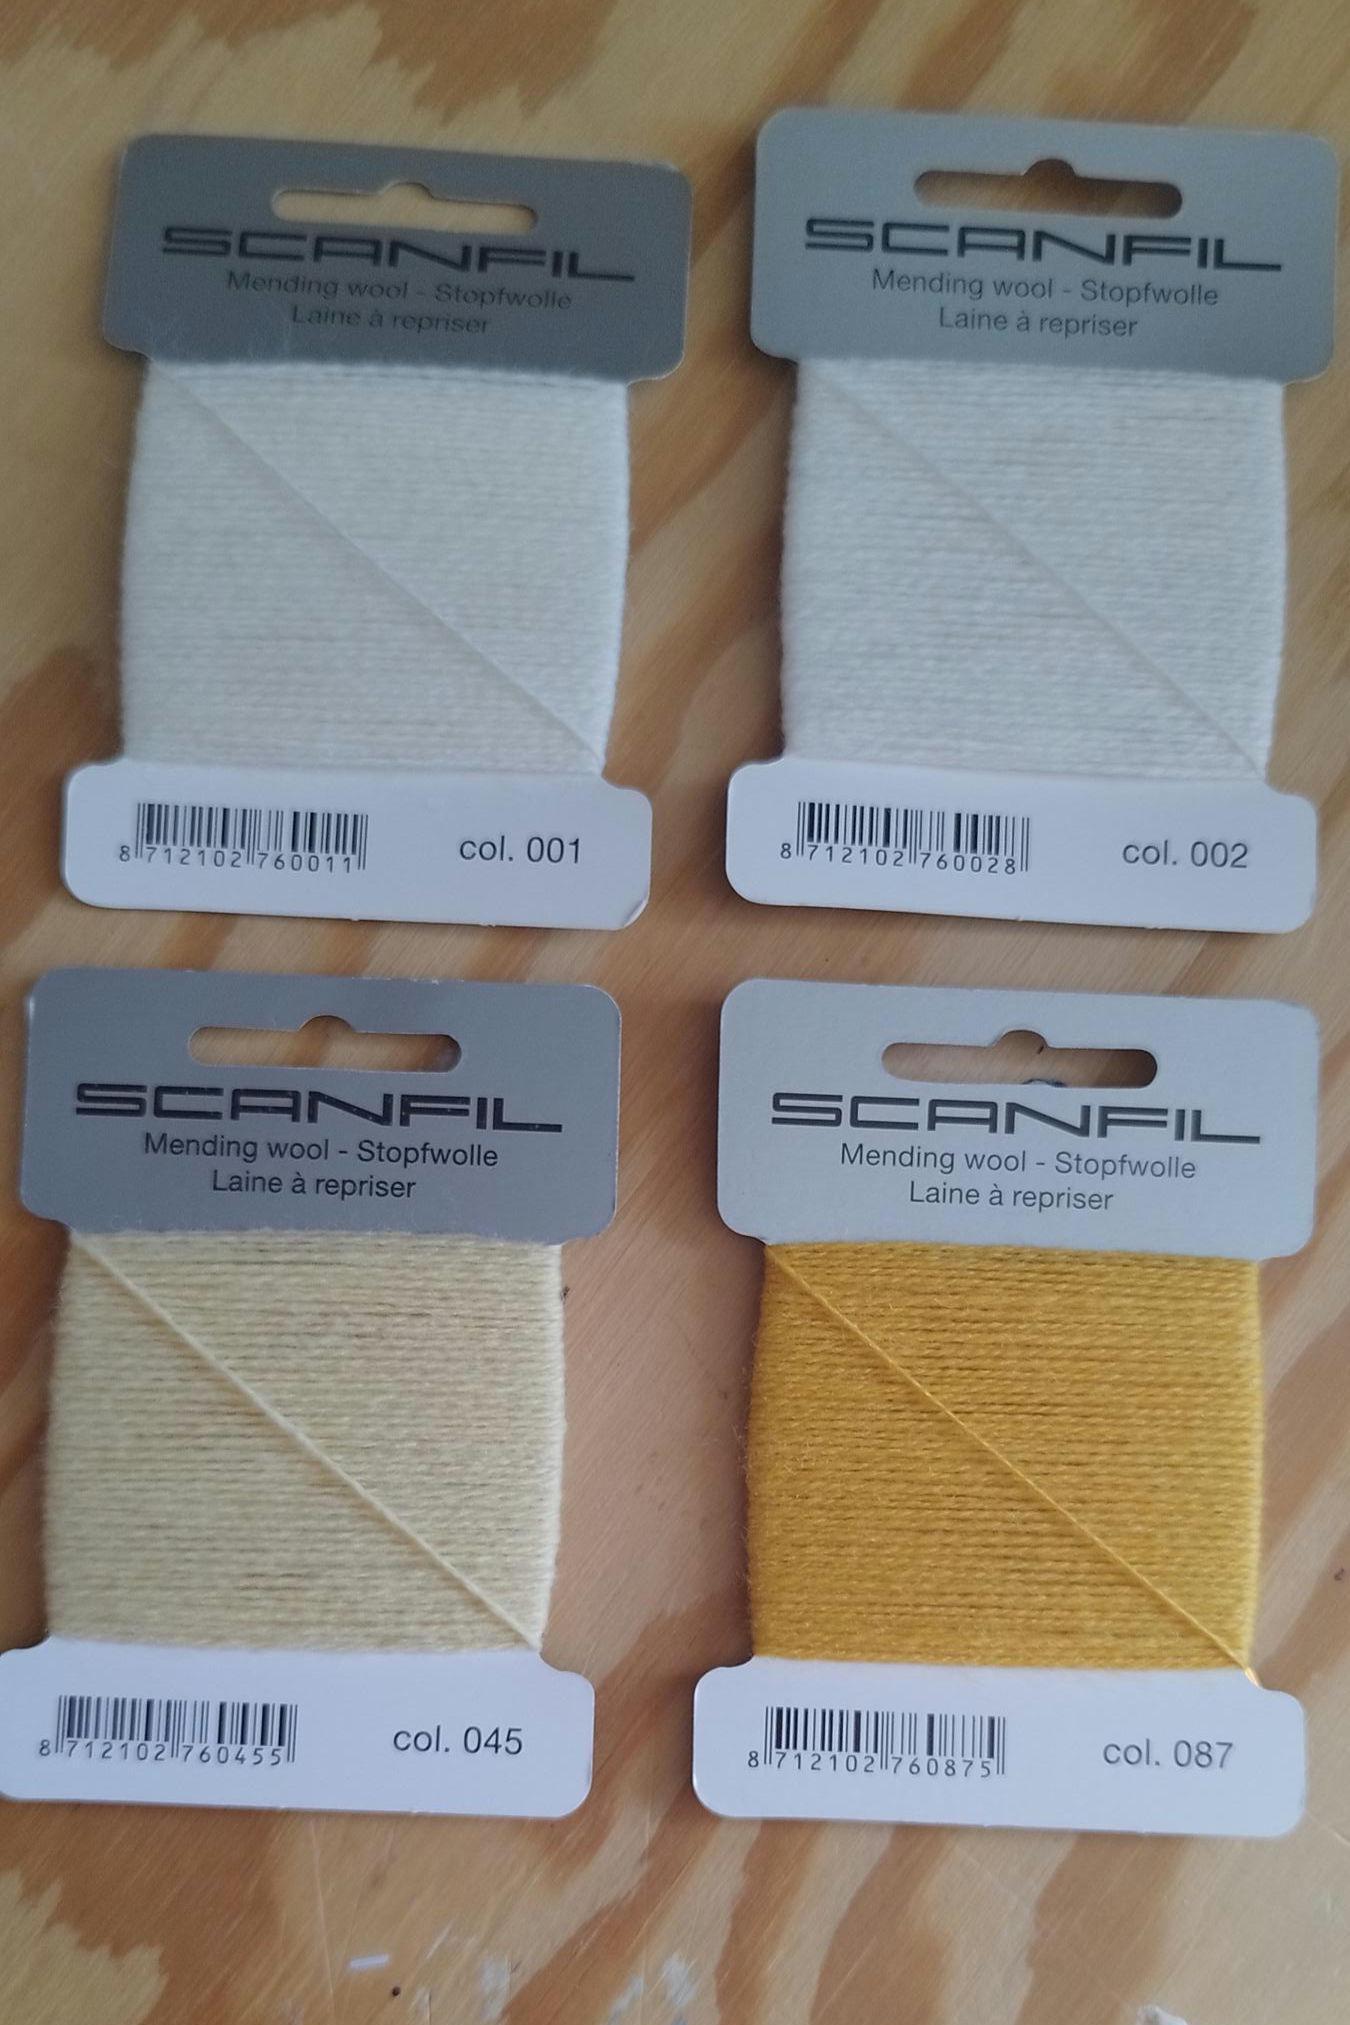 SCANFIL
Mending wool - Stopfwolle
Laine à repriser
8 712102 760011
col. 001
SCANFIL
Mending wool - Stopfwolle
Laine à repriser
8 712102 760028
col. 002
SCANFIL
Mending wool - Stopfwolle
Laine à repriser
8 712102 760455
col. 045
SCANFIL
Mending wool - Stopfwolle
Laine à repriser
8 712102 760875
col. 087